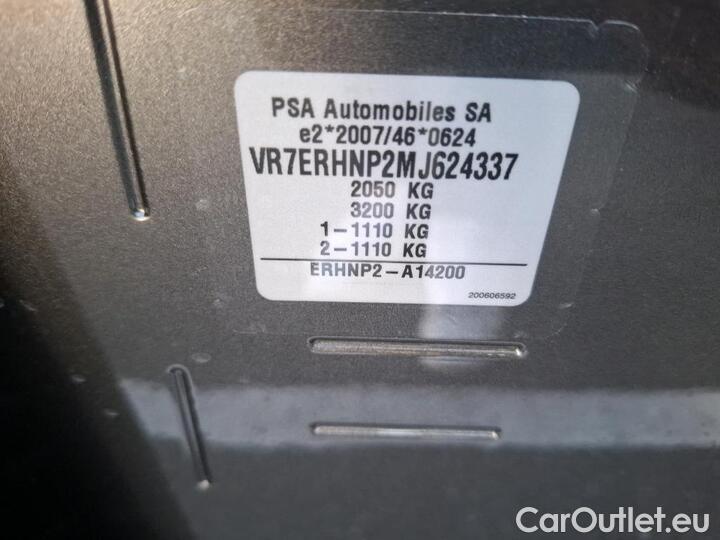 PSA Automobiles SA
e2*2007/46*0624
VR7ERHNP2MJ624337
2050 KG
3200 KG
1-1110 KG
2-1110 KG
ERHNP2-A14200
200606592
CarOutlet.eu